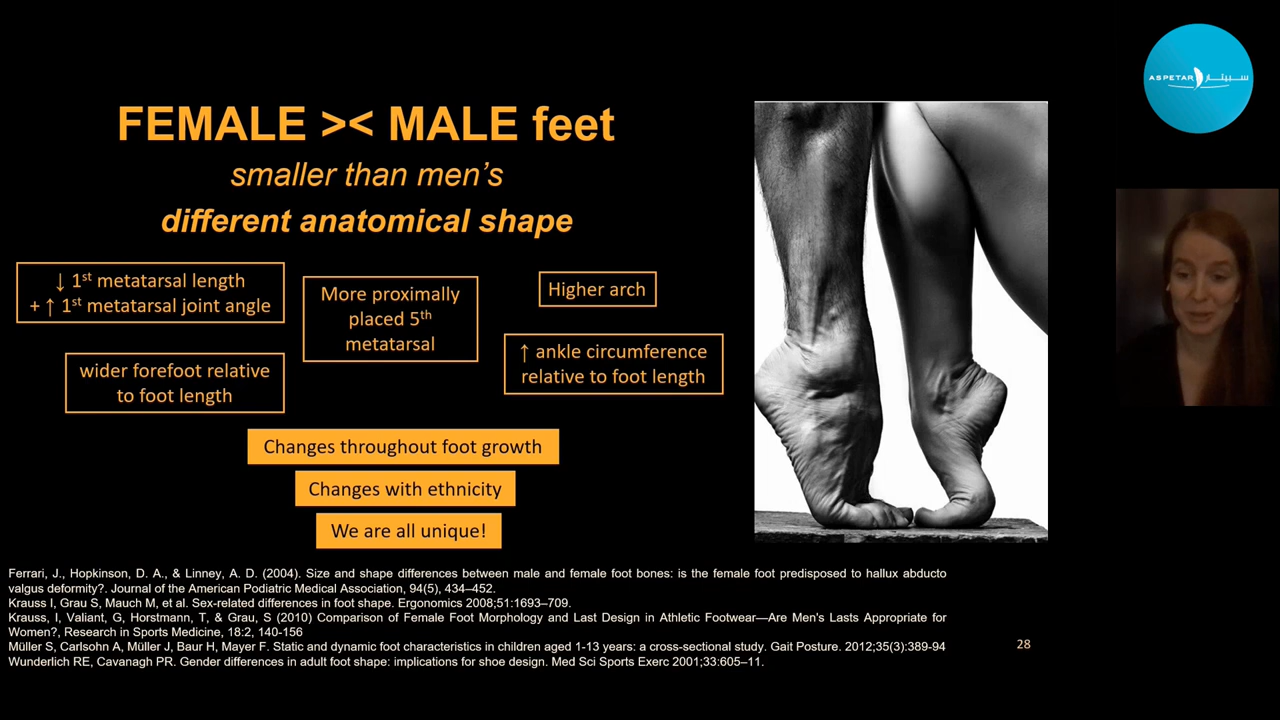 FEMALE >< MALE feet
smaller than men's
different anatomical shape
↓ 1st metatarsal length
+ ↑ 1st metatarsal joint angle
More proximally
placed 5th
metatarsal
Higher arch
wider forefoot relative
to foot length
↑ ankle circumference
relative to foot length
Changes throughout foot growth
Changes with ethnicity
We are all unique!
Ferrari, J., Hopkinson, D. A., & Linney, A. D. (2004). Size and shape differences between male and female foot bones: is the female foot predisposed to hallux abducto
valgus deformity?. Journal of the American Podiatric Medical Association, 94(5), 434–452.
Krauss I, Grau S, Mauch M, et al. Sex-related differences in foot shape. Ergonomics 2008;51:1693–709.
Krauss, I, Valiant, G, Horstmann, T, & Grau, S (2010) Comparison of Female Foot Morphology and Last Design in Athletic Footwear—Are Men's Lasts Appropriate for
Women?, Research in Sports Medicine, 18:2, 140-156
Müller S, Carlsohn A, Müller J, Baur H, Mayer F. Static and dynamic foot characteristics in children aged 1-13 years: a cross-sectional study. Gait Posture. 2012;35(3):389-94
Wunderlich RE, Cavanagh PR. Gender differences in adult foot shape: implications for shoe design. Med Sci Sports Exerc 2001;33:605–11.
28
ASPETAR سبيتار